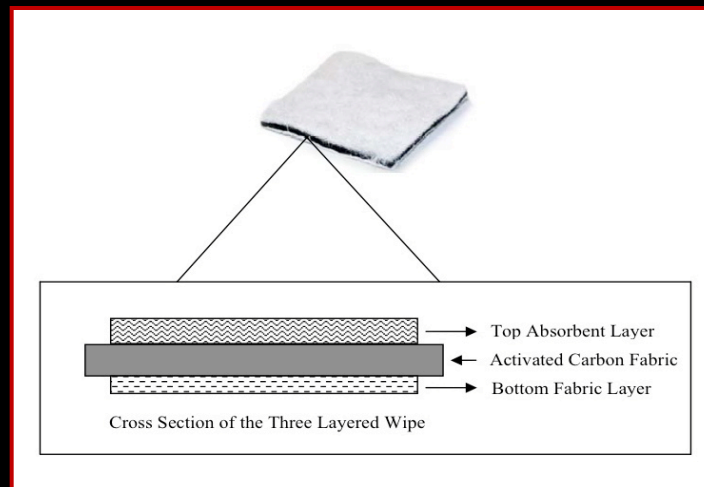 Top Absorbent Layer
Activated Carbon Fabric
Bottom Fabric Layer
Cross Section of the Three Layered Wipe